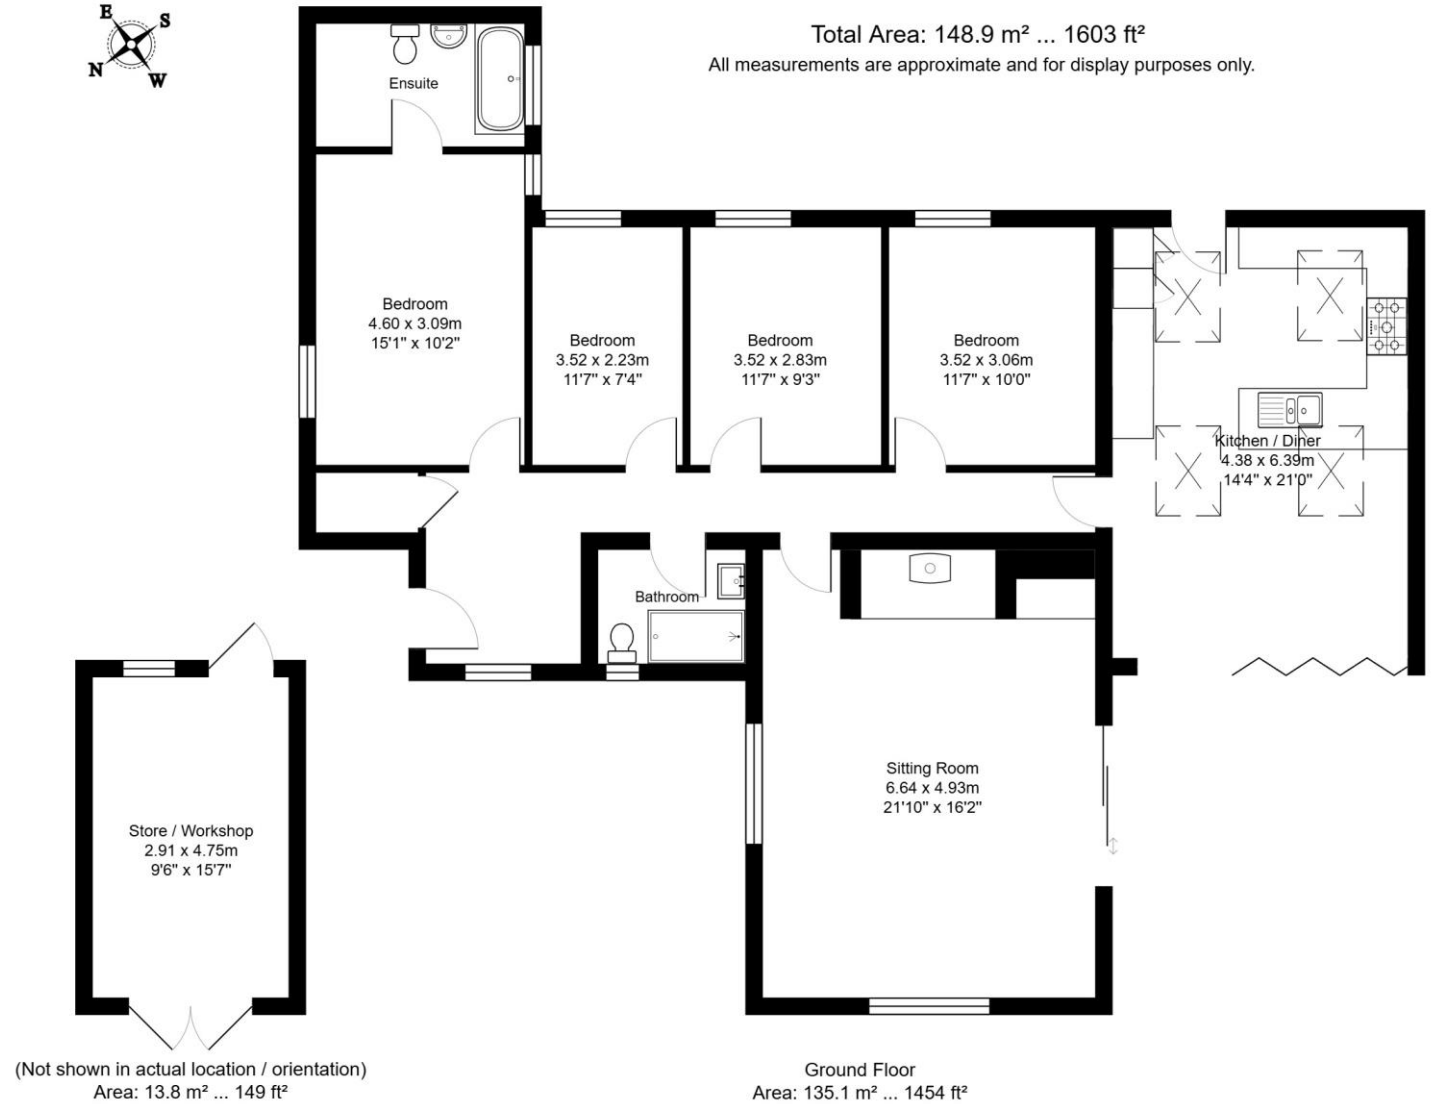 E
S
N
W
Total Area: 148.9 m² ... 1603 ft²
All measurements are approximate and for display purposes only.
Ensuite
Bedroom
4.60 x 3.09m
15'1" x 10'2"
Bedroom
3.52 x 2.23m
11'7" x 7'4"
Bedroom
3.52 x 2.83m
11'7" x 9'3"
Bedroom
3.52 x 3.06m
11'7" x 10'0"
Kitchen / Diner
4.38 x 6.39m
14'4" x 21'0"
Bathroom
Sitting Room
6.64 x 4.93m
21'10" x 16'2"
Store / Workshop
2.91 x 4.75m
9'6" x 15'7"
(Not shown in actual location / orientation)
Area: 13.8 m² ... 149 ft²
Ground Floor
Area: 135.1 m² ... 1454 ft²